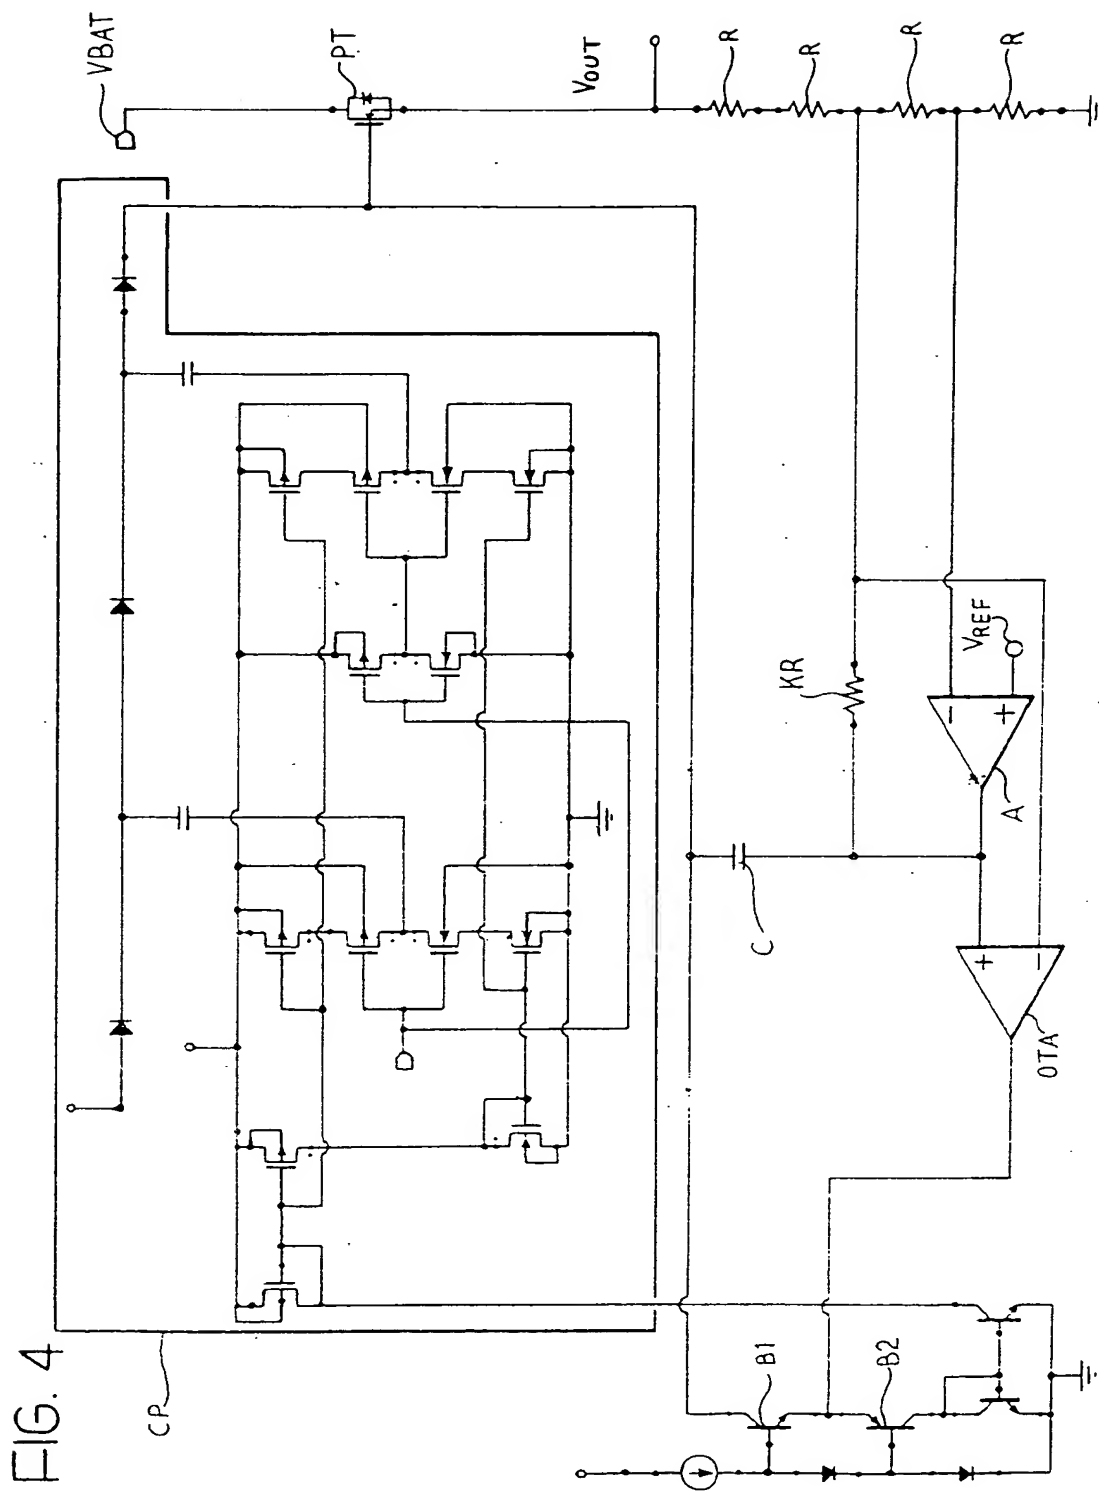 FIG. 4
CP
VBAT
PT
VOUT
R
R
R
R
KR
VREF
-
+
A
C
+
-
OTA
B1
B2